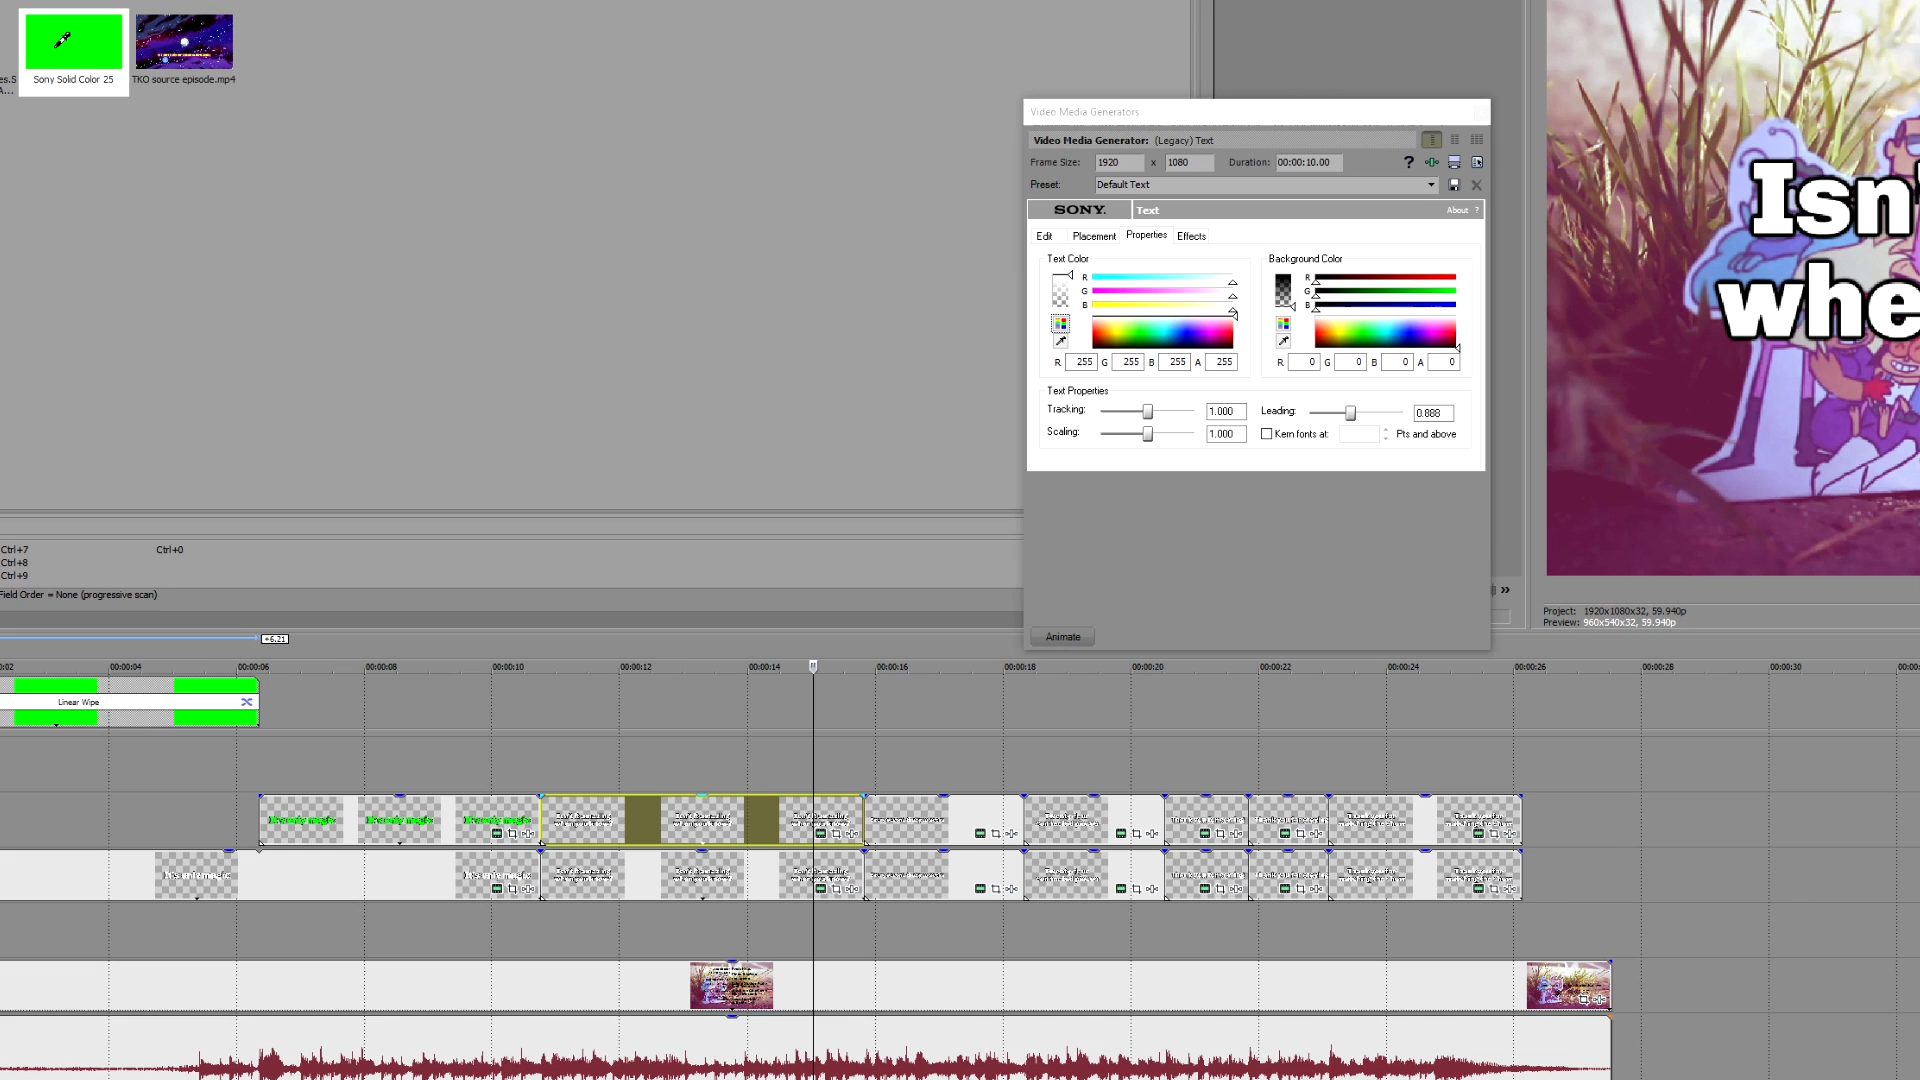 es.S
A...
Sony Solid Color 25
TKO source episode.mp4
Video Media Generators
Video Media Generator: (Legacy) Text
Frame Size: 1920 x 1080 Duration: 00:00:10.00 ?
Preset: Default Text
SONY. Text About ?
Edit Placement Properties Effects
Text Color
R
G
B
R 255 G 255 B 255 A 255
Background Color
R
G
B
R 0 G 0 B 0 A 0
Text Properties
Tracking: 1.000 Leading: 0.888
Scaling: 1.000 Kern fonts at: Pts and above
Animate
Isn'
whe
Ctrl+7 Ctrl+0
Ctrl+8
Ctrl+9
Field Order = None (progressive scan)
Project: 1920x1080x32, 59.940p
Preview: 960x540x32, 59.940p
+6.21
0:02 00:00:04 00:00:06 00:00:08 00:00:10 00:00:12 00:00:14 00:00:16 00:00:18 00:00:20 00:00:22 00:00:24 00:00:26 00:00:28 00:00:30 00:00:
Linear Wipe